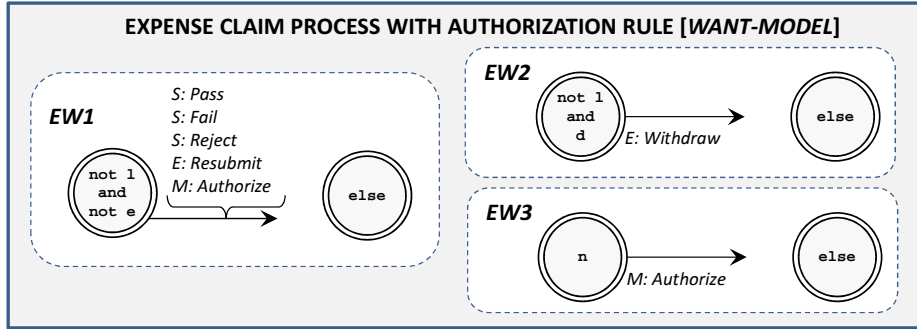 EXPENSE CLAIM PROCESS WITH AUTHORIZATION RULE [WANT-MODEL]
EW1
S: Pass
S: Fail
S: Reject
E: Resubmit
M: Authorize
not l
and
not e
else
EW2
not l
and
d
E: Withdraw
else
EW3
n
M: Authorize
else